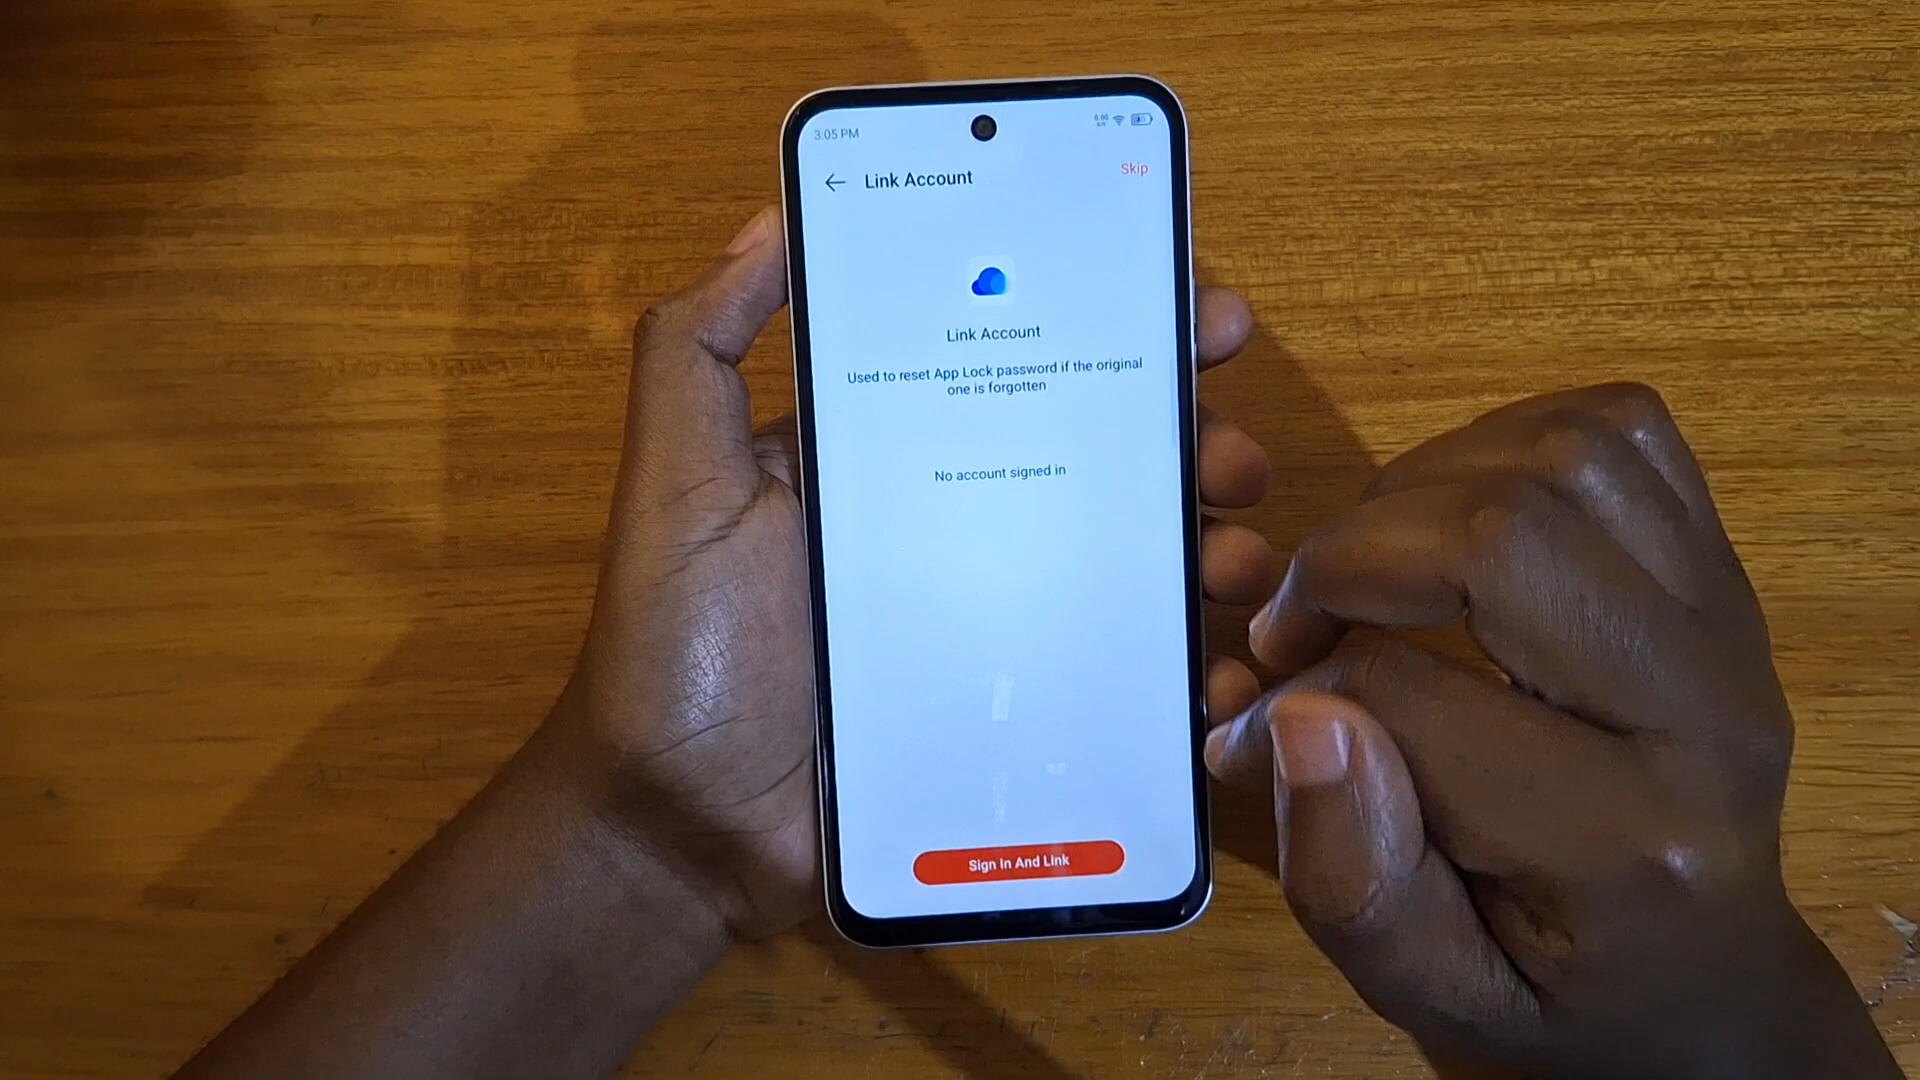 3:05 PM
Link Account
Skip
Link Account
Used to reset App Lock password if the original
one is forgotten
No account signed in
Sign In And Link